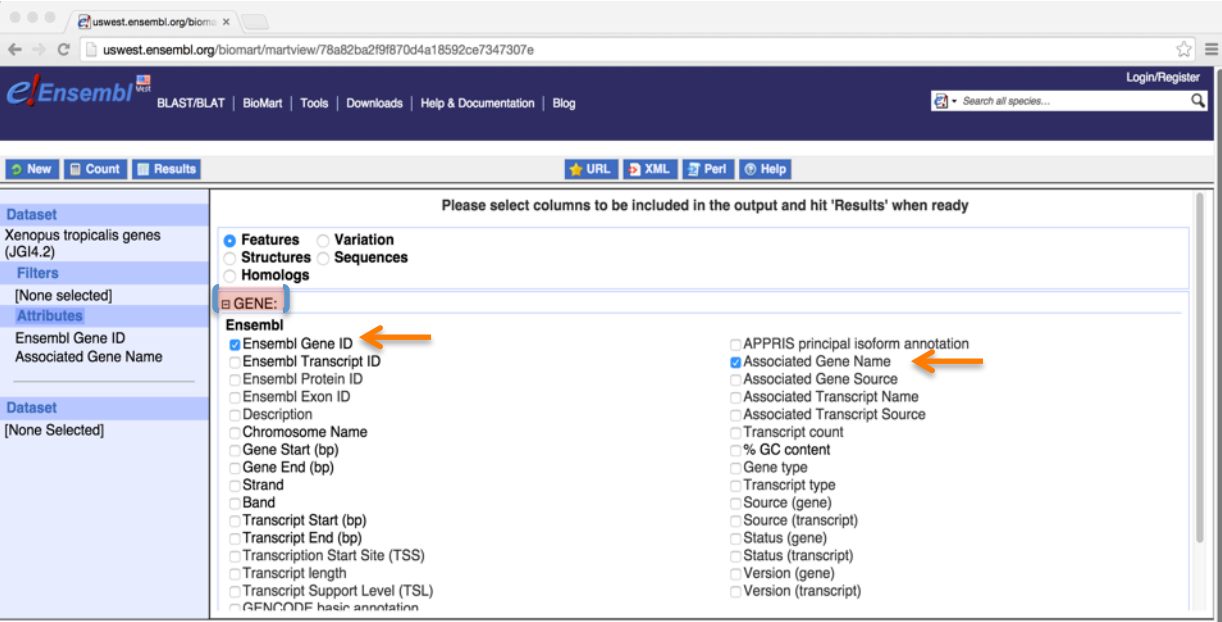 uswest.ensembl.org/bioma ×
uswest.ensembl.org/biomart/martview/78a82ba2f9f870d4a18592ce7347307e
Login/Register
e!Ensembl West
BLAST/BLAT | BioMart | Tools | Downloads | Help & Documentation | Blog
Search all species...
New Count Results URL XML Perl Help
Dataset
Xenopus tropicalis genes
(JGI4.2)
Filters
[None selected]
Attributes
Ensembl Gene ID
Associated Gene Name
Dataset
[None Selected]
Please select columns to be included in the output and hit 'Results' when ready
Features Variation
Structures Sequences
Homologs
GENE:
Ensembl
Ensembl Gene ID
Ensembl Transcript ID
Ensembl Protein ID
Ensembl Exon ID
Description
Chromosome Name
Gene Start (bp)
Gene End (bp)
Strand
Band
Transcript Start (bp)
Transcript End (bp)
Transcription Start Site (TSS)
Transcript length
Transcript Support Level (TSL)
GENCODE basic annotation
APPRIS principal isoform annotation
Associated Gene Name
Associated Gene Source
Associated Transcript Name
Associated Transcript Source
Transcript count
% GC content
Gene type
Transcript type
Source (gene)
Source (transcript)
Status (gene)
Status (transcript)
Version (gene)
Version (transcript)